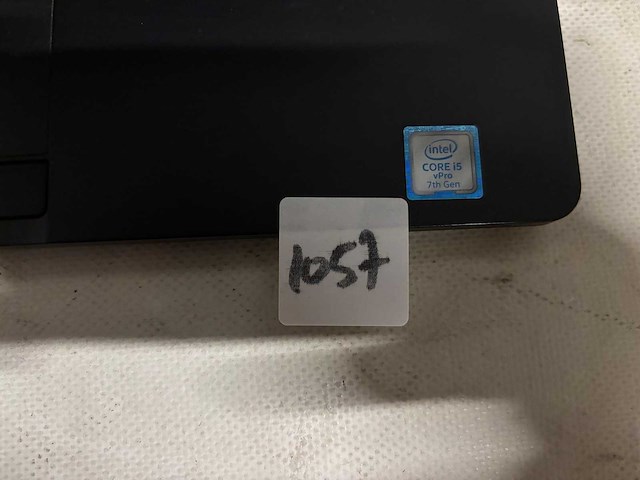 intel
CORE i5
vPro
7th Gen
1057